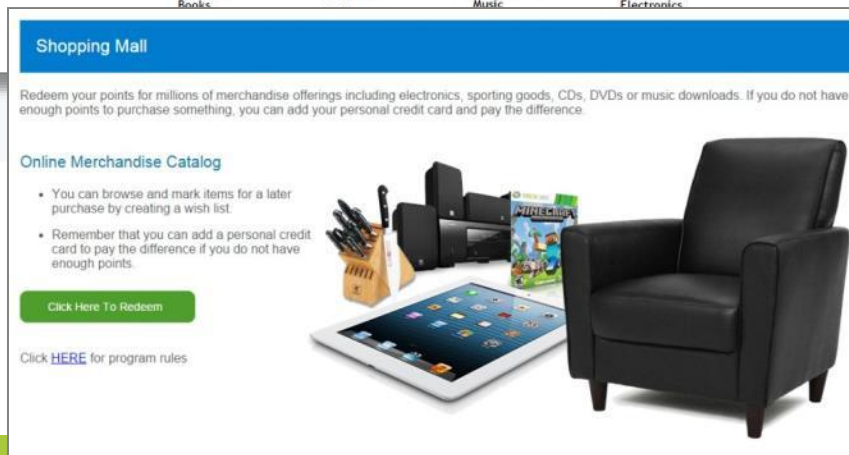 Books Music Electronics
Shopping Mall
Redeem your points for millions of merchandise offerings including electronics, sporting goods, CDs, DVDs or music downloads. If you do not have
enough points to purchase something, you can add your personal credit card and pay the difference.
Online Merchandise Catalog
• You can browse and mark items for a later
purchase by creating a wish list.
• Remember that you can add a personal credit
card to pay the difference if you do not have
enough points.
XBOX 360
MINECRAFT
Click Here To Redeem
Click HERE for program rules